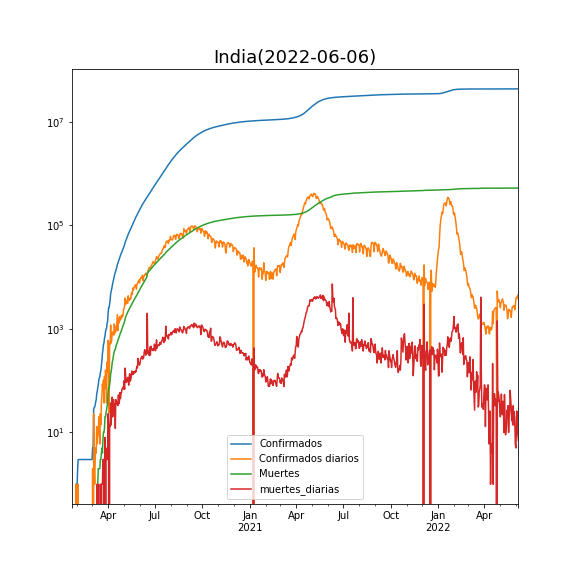 India(2022-06-06)
10^7
10^5
10^3
10^1
Confirmados
Confirmados diarios
Muertes
muertes_diarias
Apr Jul Oct Jan Apr Jul Oct Jan Apr
2021 2022